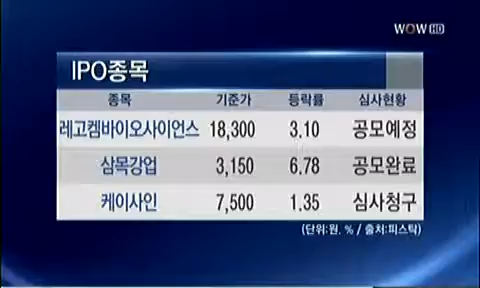 WOW HD
IPO종목
종목 기준가 등락률 심사현황
레고켐바이오사이언스 18,300 3.10 공모예정
삼목강업 3,150 6.78 공모완료
케이사인 7,500 1.35 심사청구
(단위:원. % / 출처:피스탁)